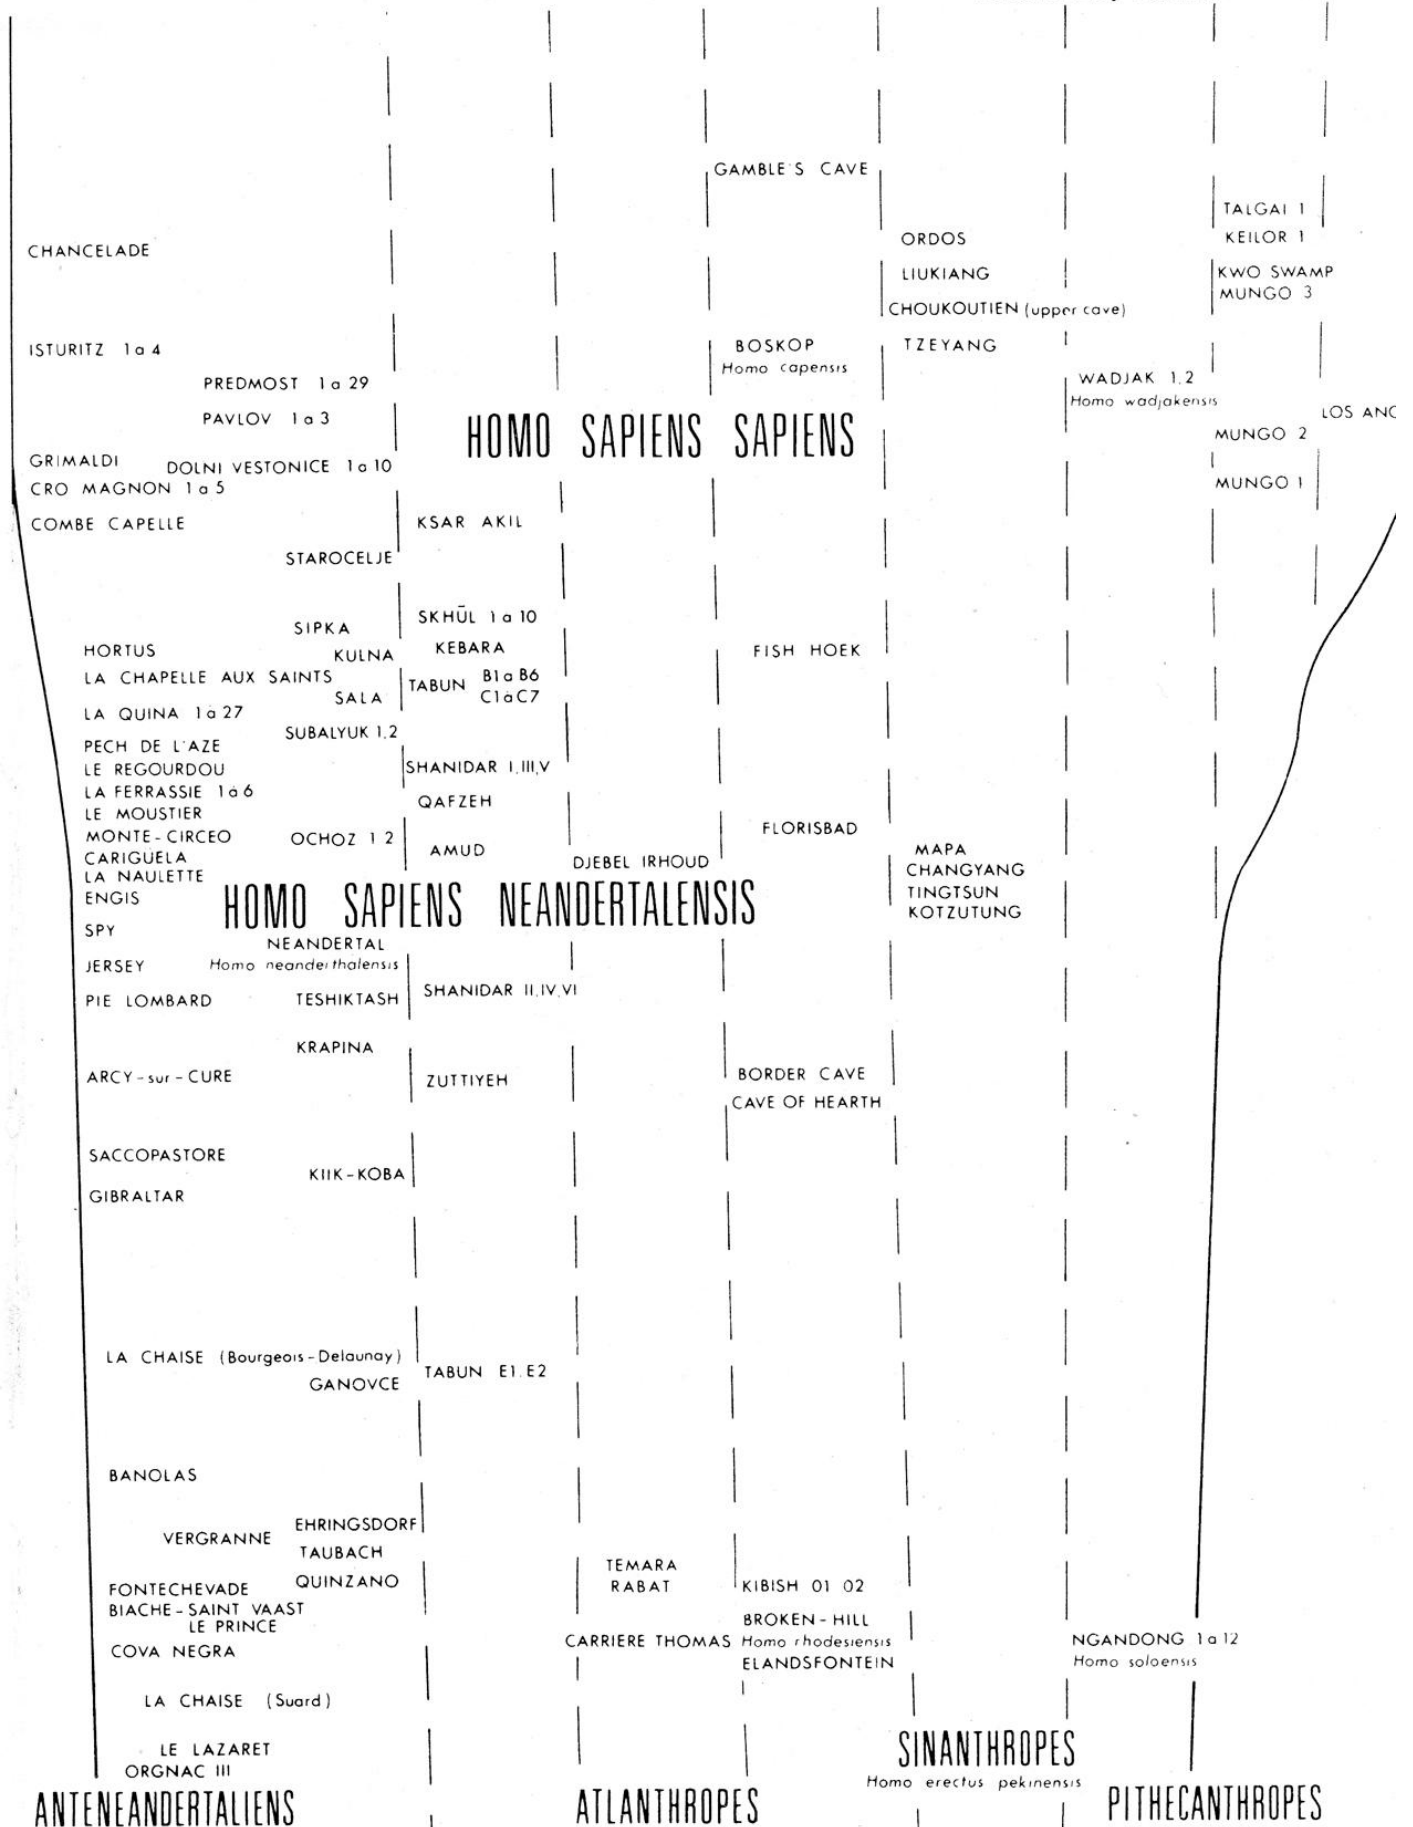 GAMBLE'S CAVE
TALGAI 1
ORDOS
KEILOR 1
CHANCELADE
LIUKIANG
KWO SWAMP
MUNGO 3
CHOUKOUTIEN (upper cave)
ISTURITZ 1 a 4
BOSKOP
TZEYANG
Homo capensis
PREDMOST 1 a 29
WADJAK 1.2
Homo wadjakensis
PAVLOV 1 a 3
LOS ANC
HOMO SAPIENS SAPIENS
MUNGO 2
GRIMALDI
DOLNI VESTONICE 1 a 10
CRO MAGNON 1 a 5
MUNGO 1
COMBE CAPELLE
KSAR AKIL
STAROCELJE
SKHŪL 1 a 10
SIPKA
HORTUS
KULNA
KEBARA
FISH HOEK
LA CHAPELLE AUX SAINTS
TABUN
B1 a B6
C1 à C7
SALA
LA QUINA 1 à 27
SUBALYUK 1.2
PECH DE L'AZE
LE REGOURDOU
SHANIDAR I,III,V
LA FERRASSIE 1 à 6
QAFZEH
LE MOUSTIER
MONTE-CIRCEO
OCHOZ 1 2
FLORISBAD
CARIGUELA
AMUD
DJEBEL IRHOUD
MAPA
LA NAULETTE
CHANGYANG
ENGIS
HOMO SAPIENS NEANDERTALENSIS
TINGTSUN
KOTZUTUNG
SPY
NEANDERTAL
JERSEY
Homo neanderthalensis
PIE LOMBARD
TESHIKTASH
SHANIDAR II,IV,VI
KRAPINA
ARCY-sur-CURE
ZUTTIYEH
BORDER CAVE
CAVE OF HEARTH
SACCOPASTORE
KIIK-KOBA
GIBRALTAR
LA CHAISE (Bourgeois-Delaunay)
TABUN E1.E2
GANOVCE
BANOLAS
EHRINGSDORF
VERGRANNE
TAUBACH
TEMARA
QUINZANO
RABAT
KIBISH 01 02
FONTECHEVADE
BIACHE-SAINT VAAST
LE PRINCE
BROKEN-HILL
CARRIERE THOMAS
Homo rhodesiensis
NGANDONG 1 a 12
COVA NEGRA
ELANDSFONTEIN
Homo soloensis
LA CHAISE (Suard)
LE LAZARET
SINANTHROPES
ORGNAC III
Homo erectus pekinensis
ANTENEANDERTALIENS
ATLANTHROPES
PITHECANTHROPES